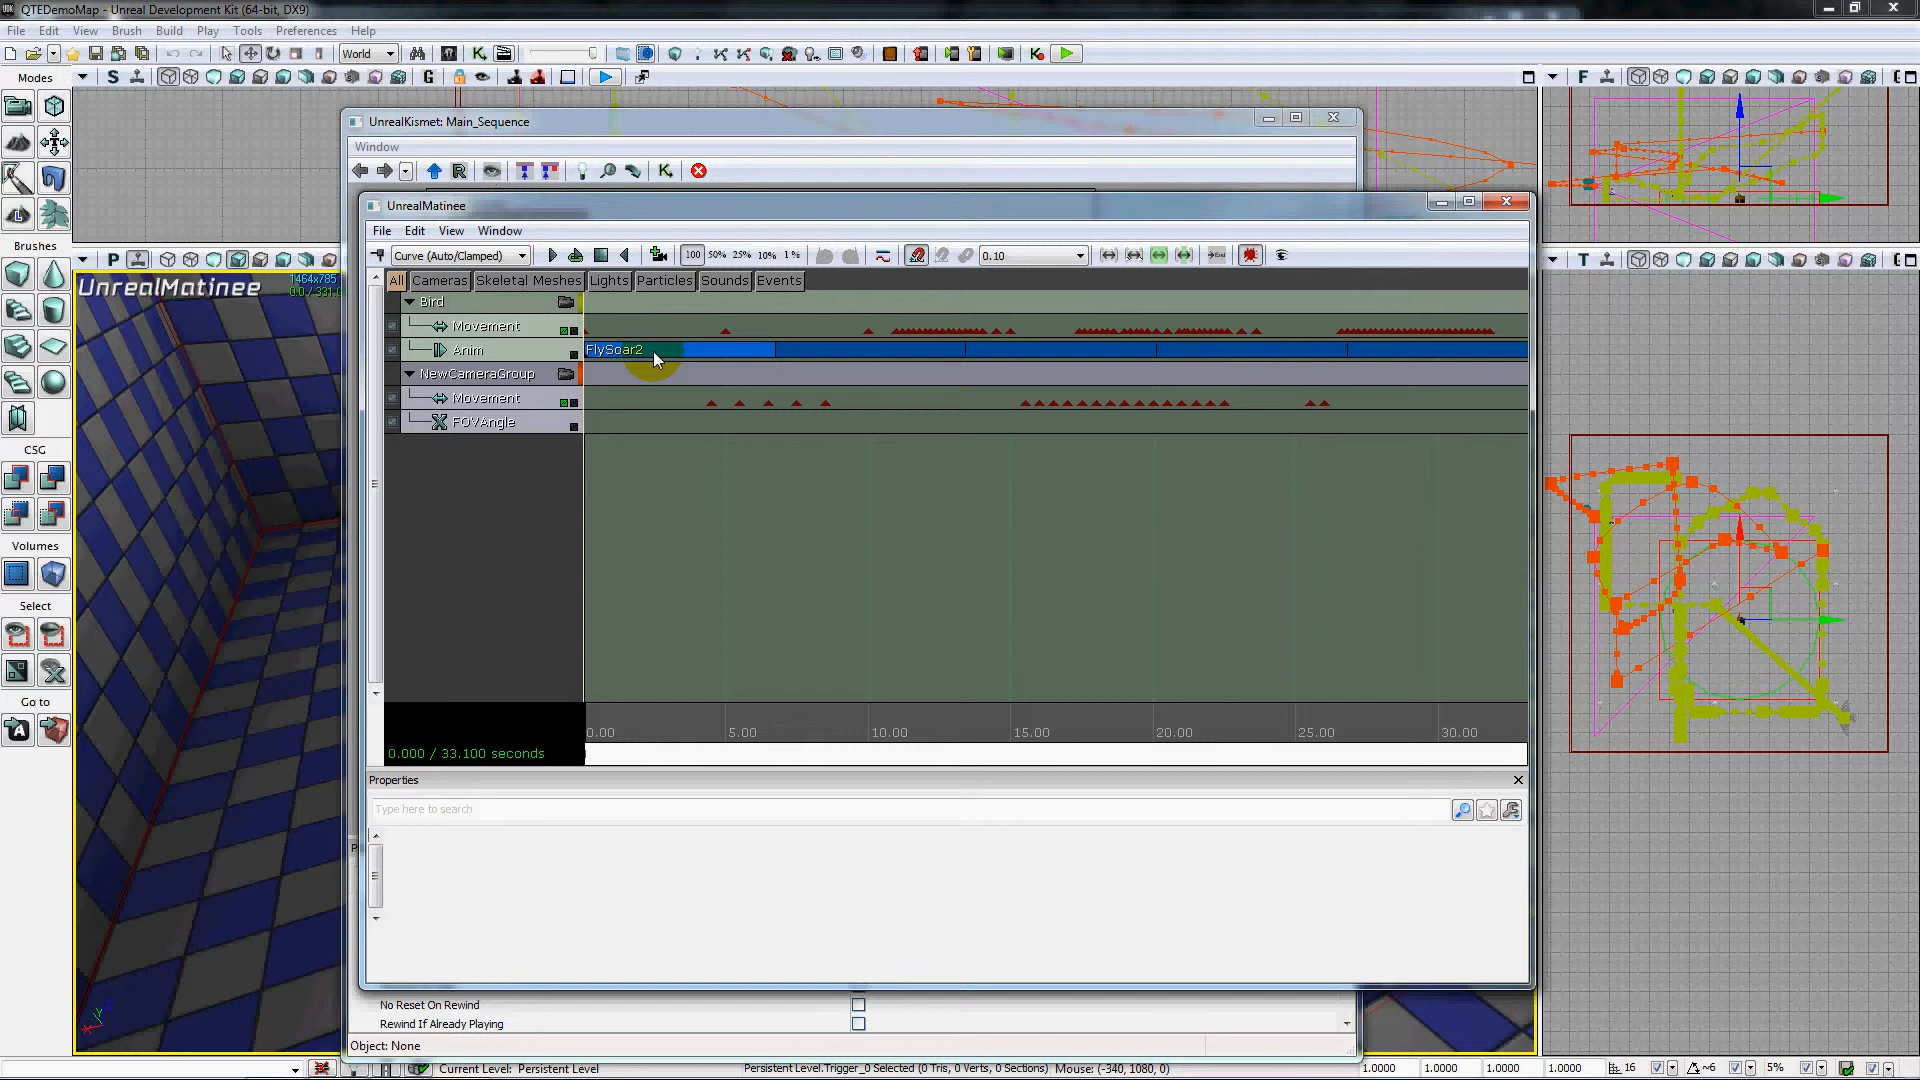 QTEDemoMap - Unreal Development Kit (64-bit, DX9)
File Edit View Brush Build Play Tools Preferences Help
World
Modes
S
G
F
UnrealKismet: Main_Sequence
Window
R
UnrealMatinee
File Edit View Window
Curve (Auto/Clamped) 100 50% 25% 10% 1 % 0.10
All Cameras Skeletal Meshes Lights Particles Sounds Events
Bird
Movement
Anim
FlySoar2
NewCameraGroup
Movement
FOVAngle
0.00 5.00 10.00 15.00 20.00 25.00 30.00
0.000 / 33.100 seconds
Properties
Type here to search
No Reset On Rewind
Rewind If Already Playing
Object: None
Brushes
CSG
Volumes
Select
Go to
P
T
UnrealMatinee
1464x785
Current Level: Persistent Level
Persistent Level.Trigger_0 Selected (0 Tris, 0 Verts, 0 Sections)
Mouse: (-340, 1080, 0)
1.0000 1.0000 1.0000 1.0000 16 5%